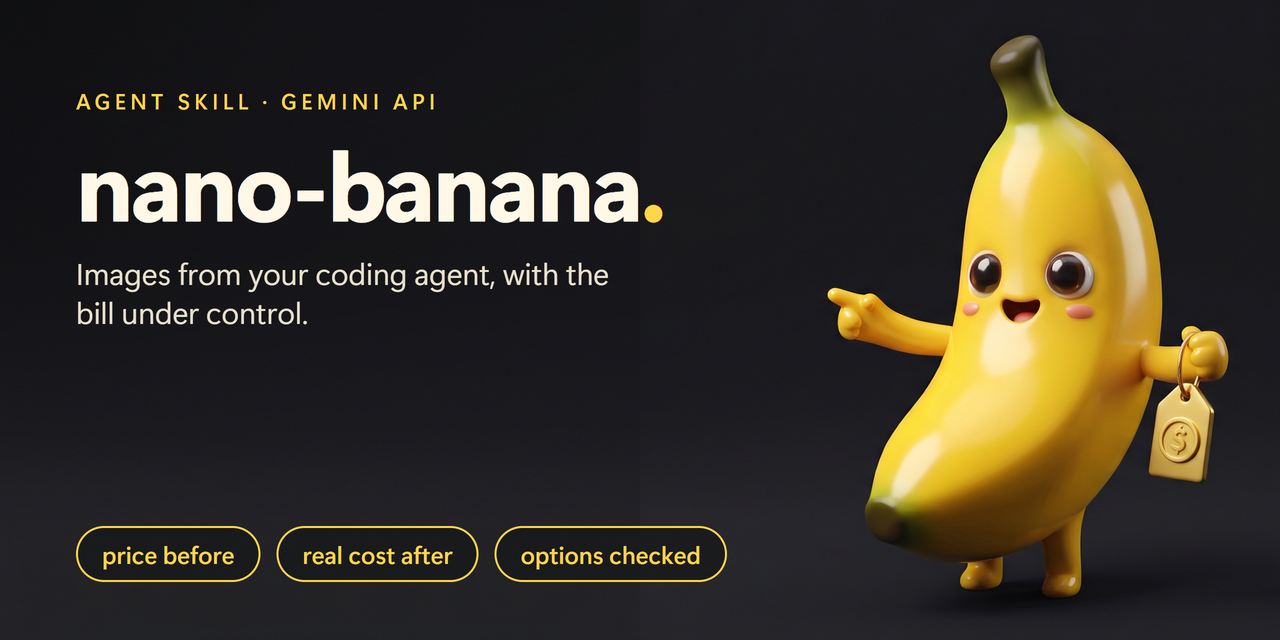 AGENT SKILL · GEMINI API
nano-banana.
Images from your coding agent, with the
bill under control.
price before
real cost after
options checked
$